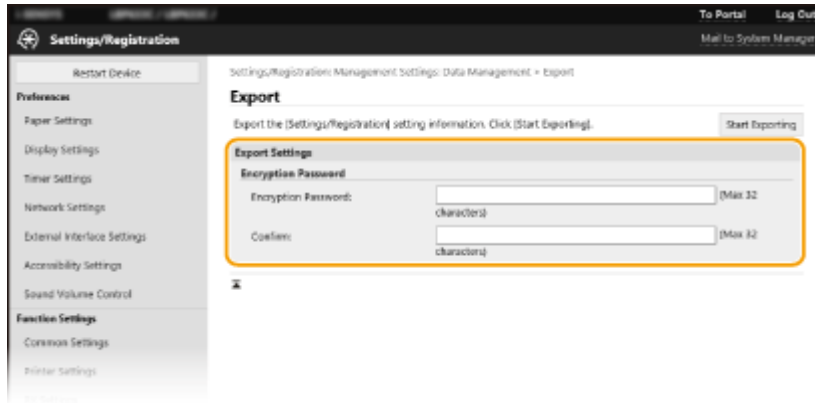 To Portal Log Out
Settings/Registration
Mail to System Manager
Restart Device
Preferences
Paper Settings
Display Settings
Timer Settings
Network Settings
External Interface Settings
Accessibility Settings
Sound Volume Control
Function Settings
Common Settings
Printer Settings
Settings/Registration: Management Settings: Data Management > Export
Export
Export the [Settings/Registration] setting information. Click [Start Exporting].
Start Exporting
Export Settings
Encryption Password
Encryption Password:
(Max 32
characters)
Confirm:
(Max 32
characters)